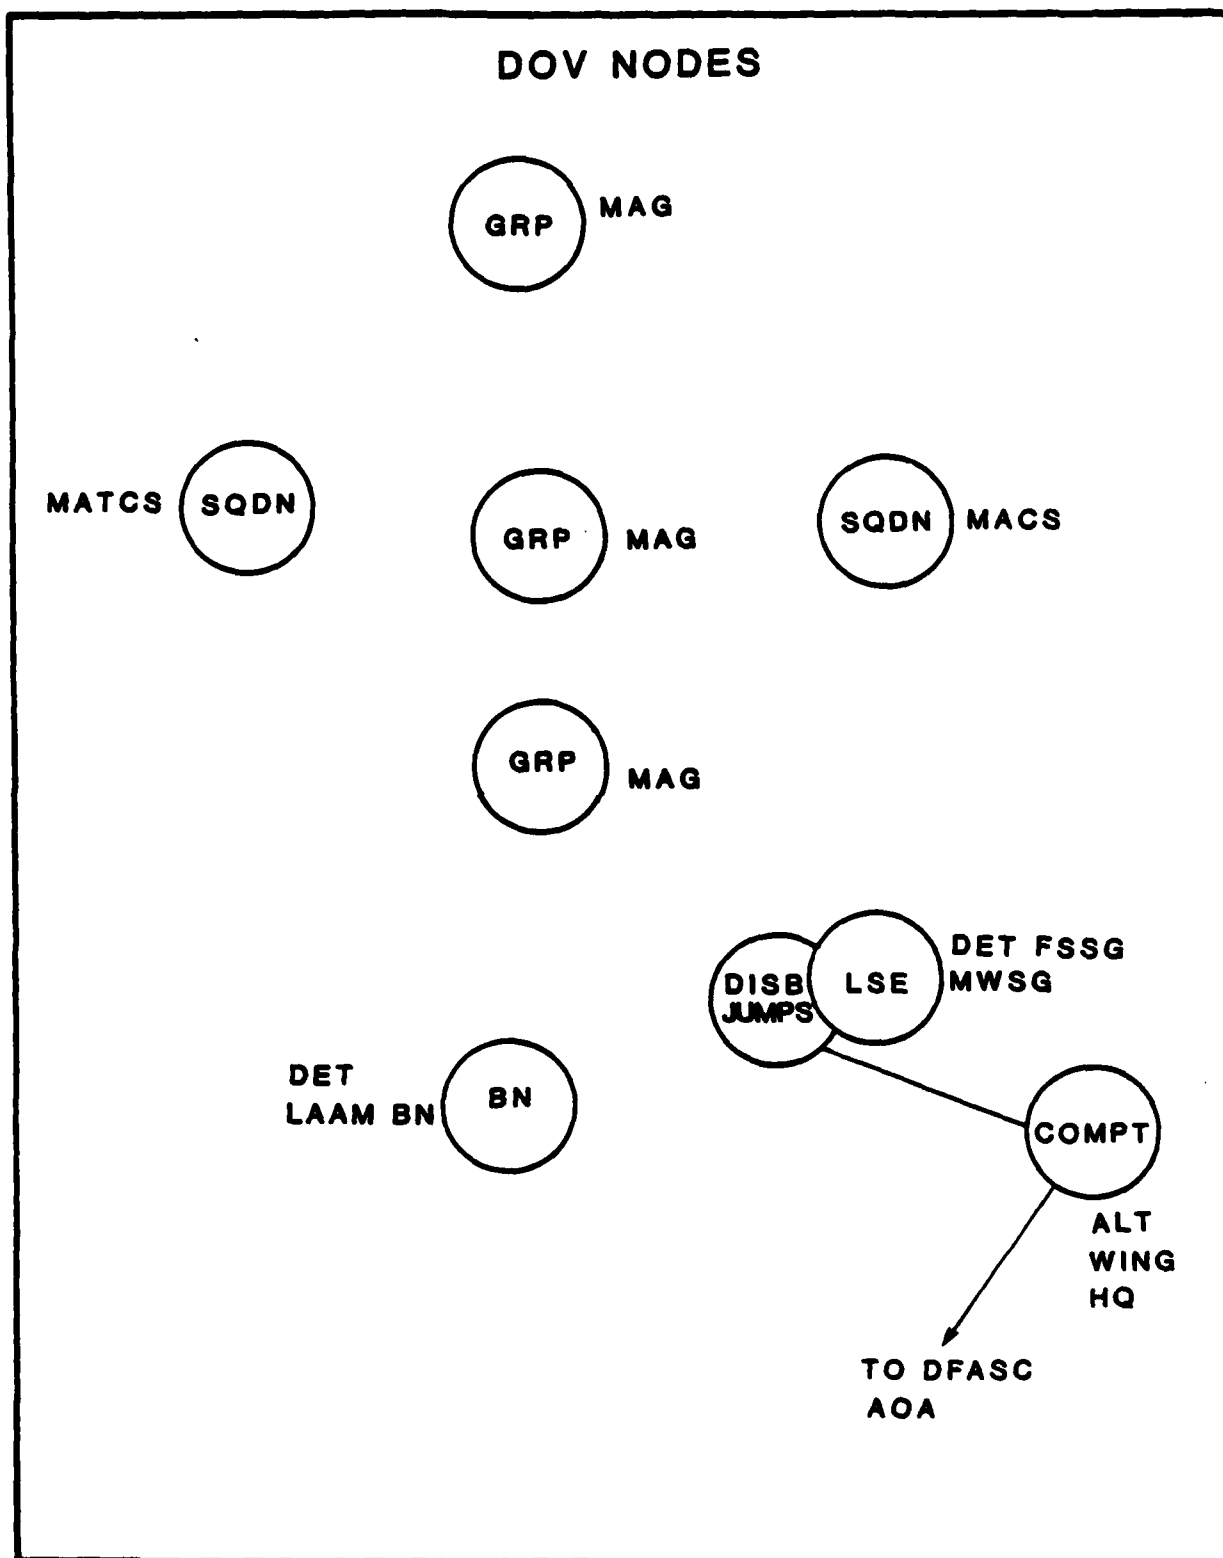 DOV NODES
GRP
MAG
MATCS
SQDN
GRP
MAG
SQDN
MACS
GRP
MAG
DISB
JUMPS
LSE
DET FSSG
MWSG
DET
LAAM BN
BN
COMPT
ALT
WING
HQ
TO DFASC
AOA